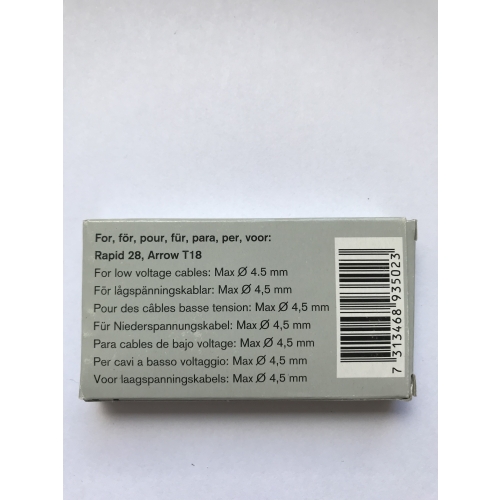 For, för, pour, für, para, per, voor:
Rapid 28, Arrow T18
For low voltage cables: Max Ø 4.5 mm
För lågspänningskablar: Max Ø 4,5 mm
Pour des câbles basse tension: Max Ø 4,5 mm
Für Niederspannungskabel: Max Ø 4,5 mm
Para cables de bajo voltage: Max Ø 4,5 mm
Per cavi a basso voltaggio: Max Ø 4,5 mm
Voor laagspanningskabels: Max Ø 4,5 mm
7 313468 935023